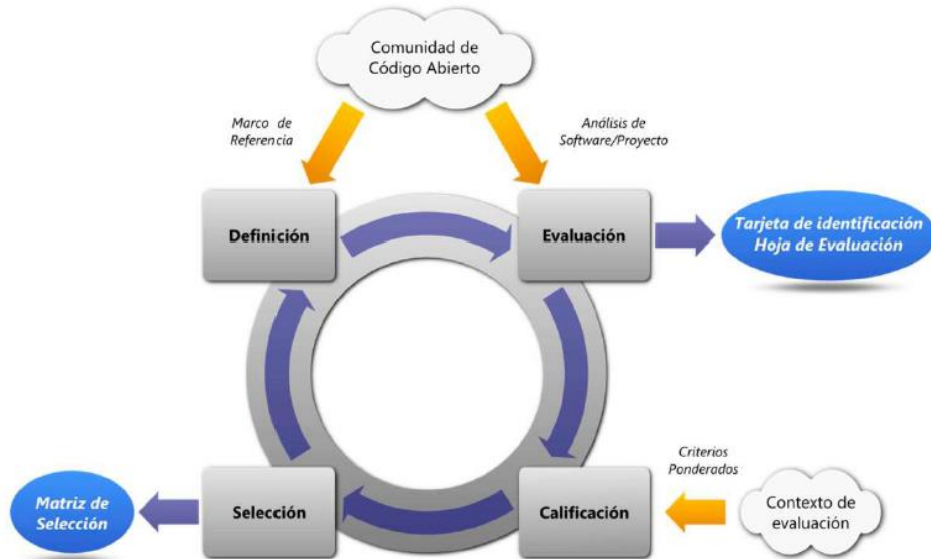 Comunidad de
Código Abierto
Marco de
Referencia
Análisis de
Software/Proyecto
Definición
Evaluación
Tarjeta de identificación
Hoja de Evaluación
Criterios
Ponderados
Matriz de
Selección
Selección
Calificación
Contexto de
evaluación